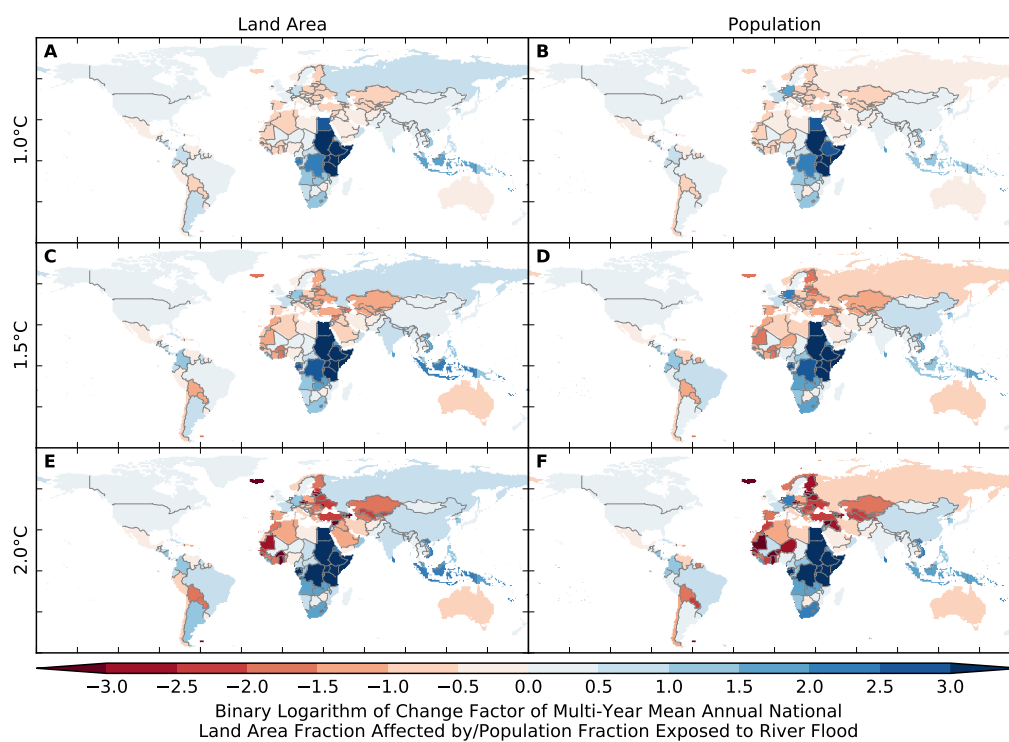 Land Area
Population
A
B
1.0°C
C
D
1.5°C
E
F
2.0°C
−3.0 −2.5 −2.0 −1.5 −1.0 −0.5 0.0 0.5 1.0 1.5 2.0 2.5 3.0
Binary Logarithm of Change Factor of Multi-Year Mean Annual National
Land Area Fraction Affected by/Population Fraction Exposed to River Flood